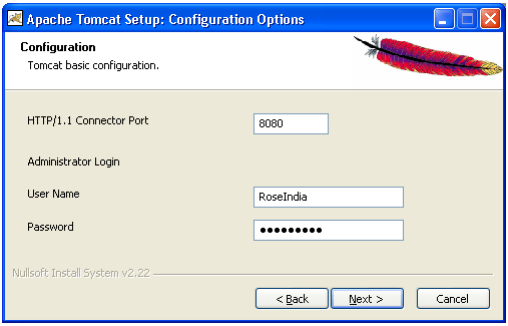 Apache Tomcat Setup: Configuration Options
Configuration
Tomcat basic configuration.
HTTP/1.1 Connector Port
8080
Administrator Login
User Name
RoseIndia
Password
●●●●●●●●●
Nullsoft Install System v2.22
< Back
Next >
Cancel